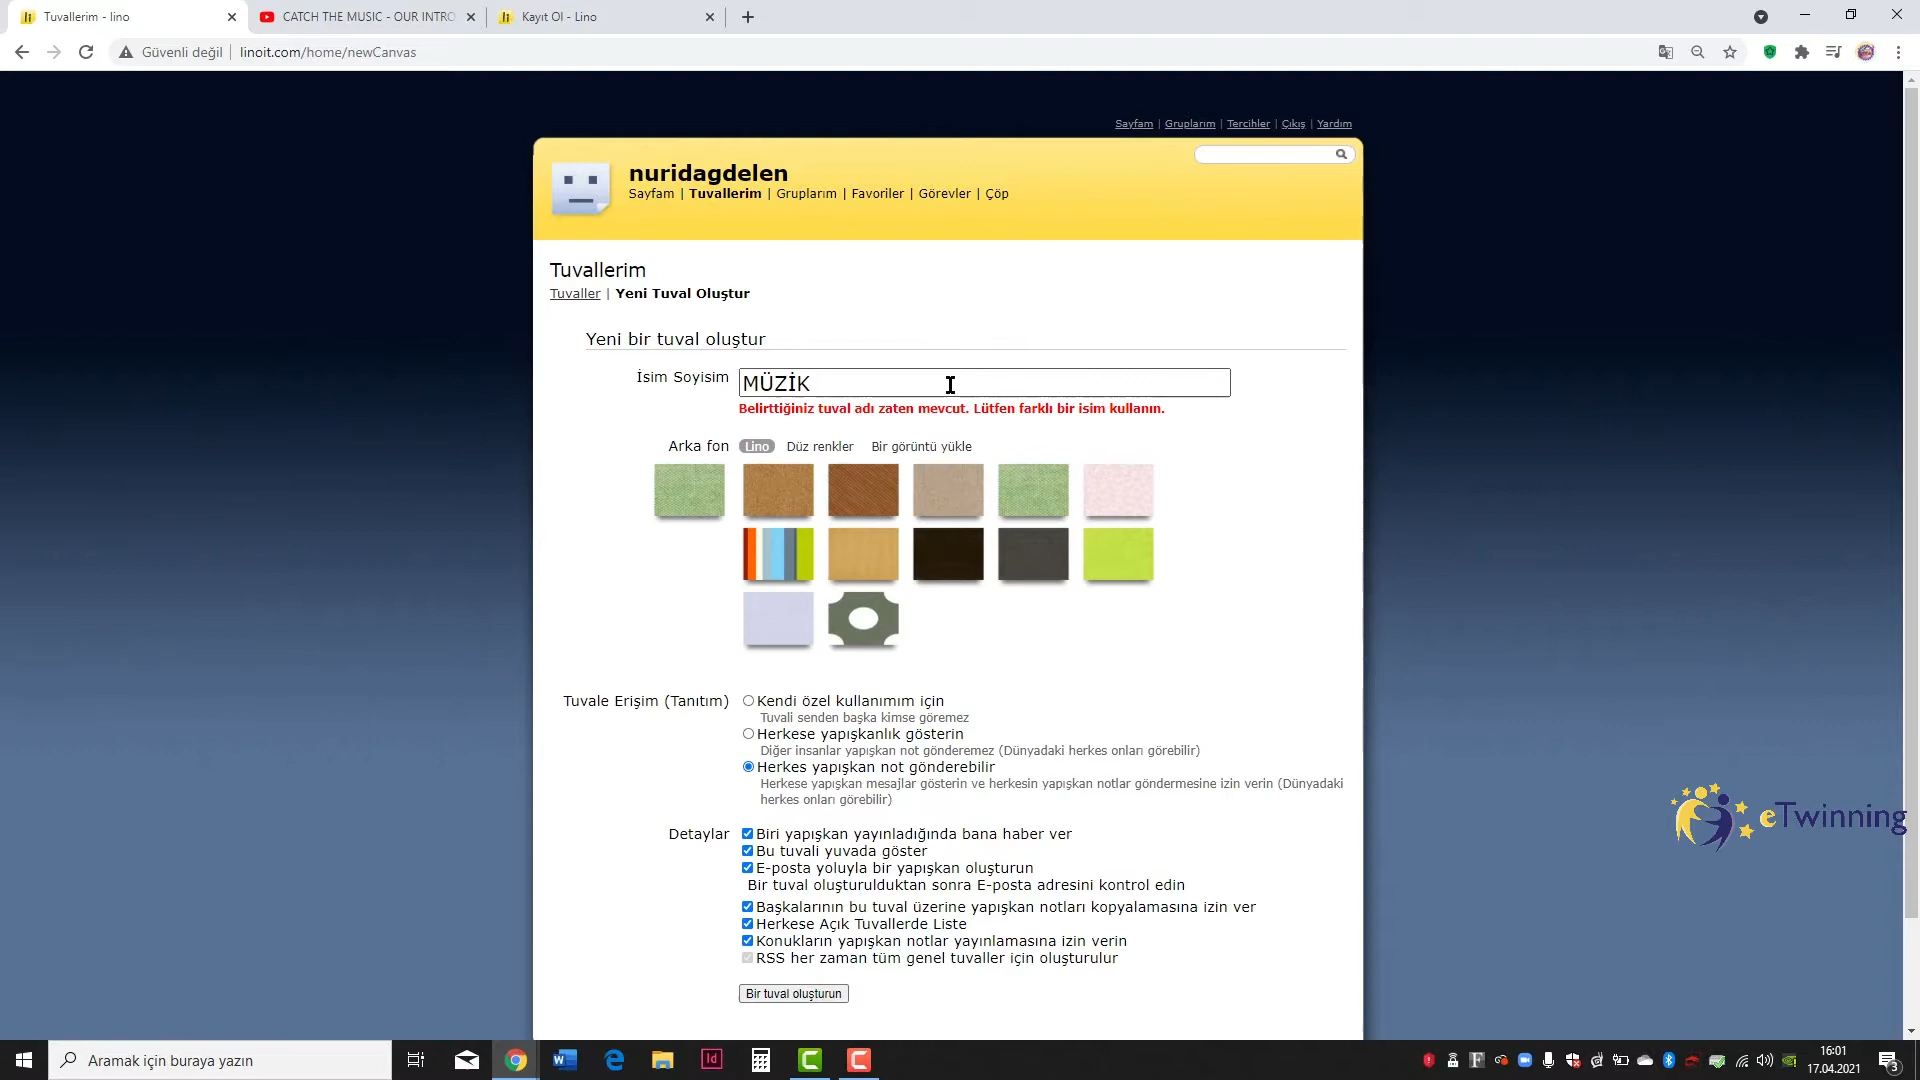 Tuvallerim - lino
CATCH THE MUSIC - OUR INTRO
Kayıt Ol - Lino
Güvenli değil
linoit.com/home/newCanvas
Sayfam | Gruplarım | Tercihler | Çıkış | Yardım
nuridagdelen
Sayfam | Tuvallerim | Gruplarım | Favoriler | Görevler | Çöp
Tuvallerim
Tuvaller | Yeni Tuval Oluştur
Yeni bir tuval oluştur
İsim Soyisim
MÜZİK
Belirttiğiniz tuval adı zaten mevcut. Lütfen farklı bir isim kullanın.
Arka fon Lino Düz renkler Bir görüntü yükle
Tuvale Erişim (Tanıtım) Kendi özel kullanımım için
Tuvali senden başka kimse göremez
Herkese yapışkanlık gösterin
Diğer insanlar yapışkan not gönderemez (Dünyadaki herkes onları görebilir)
Herkes yapışkan not gönderebilir
Herkese yapışkan mesajlar gösterin ve herkesin yapışkan notlar göndermesine izin verin (Dünyadaki
herkes onları görebilir)
Detaylar Biri yapışkan yayınladığında bana haber ver
Bu tuvali yuvada göster
E-posta yoluyla bir yapışkan oluşturun
Bir tuval oluşturulduktan sonra E-posta adresini kontrol edin
Başkalarının bu tuval üzerine yapışkan notları kopyalamasına izin ver
Herkese Açık Tuvallerde Liste
Konukların yapışkan notlar yayınlamasına izin verin
RSS her zaman tüm genel tuvaller için oluşturulur
Bir tuval oluşturun
eTwinning
Aramak için buraya yazın
16:01
17.04.2021
3